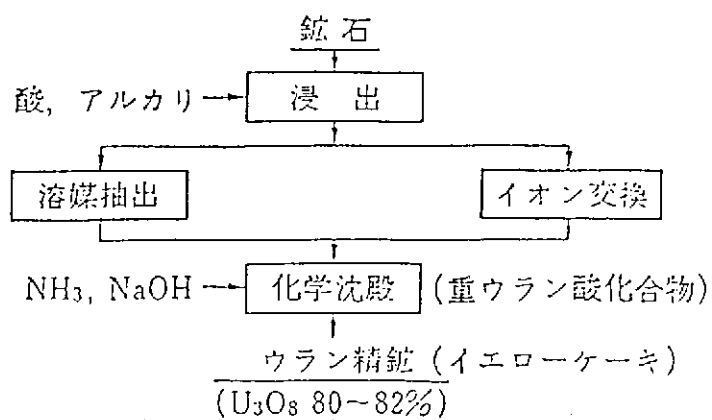 鉱石
酸, アルカリ
浸出
溶媒抽出
イオン交換
NH₃, NaOH
化学沈殿
(重ウラン酸化合物)
ウラン精鉱 (イエローケーキ)
(U₃O₈ 80~82%)